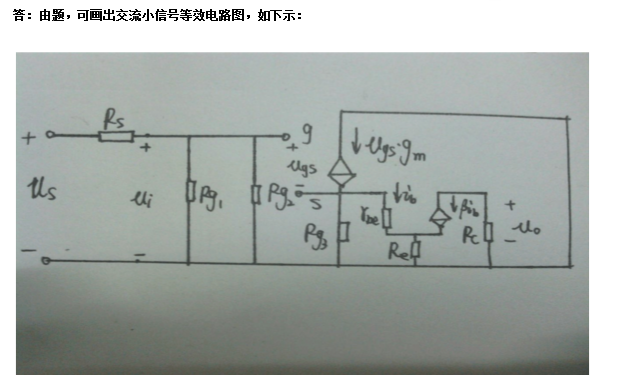 答：由题，可画出交流小信号等效电路图，如下示：
Rs
g
+
+
+
ugs
ugs·gm
us
ui
Rg1
Rg2
-
s
rbe
ib
βib
+
Rc
uo
-
Rg3
Re
-
-